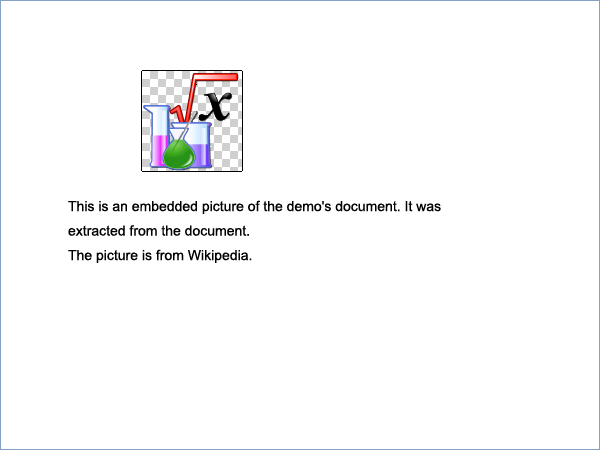 x
This is an embedded picture of the demo's document. It was
extracted from the document.
The picture is from Wikipedia.